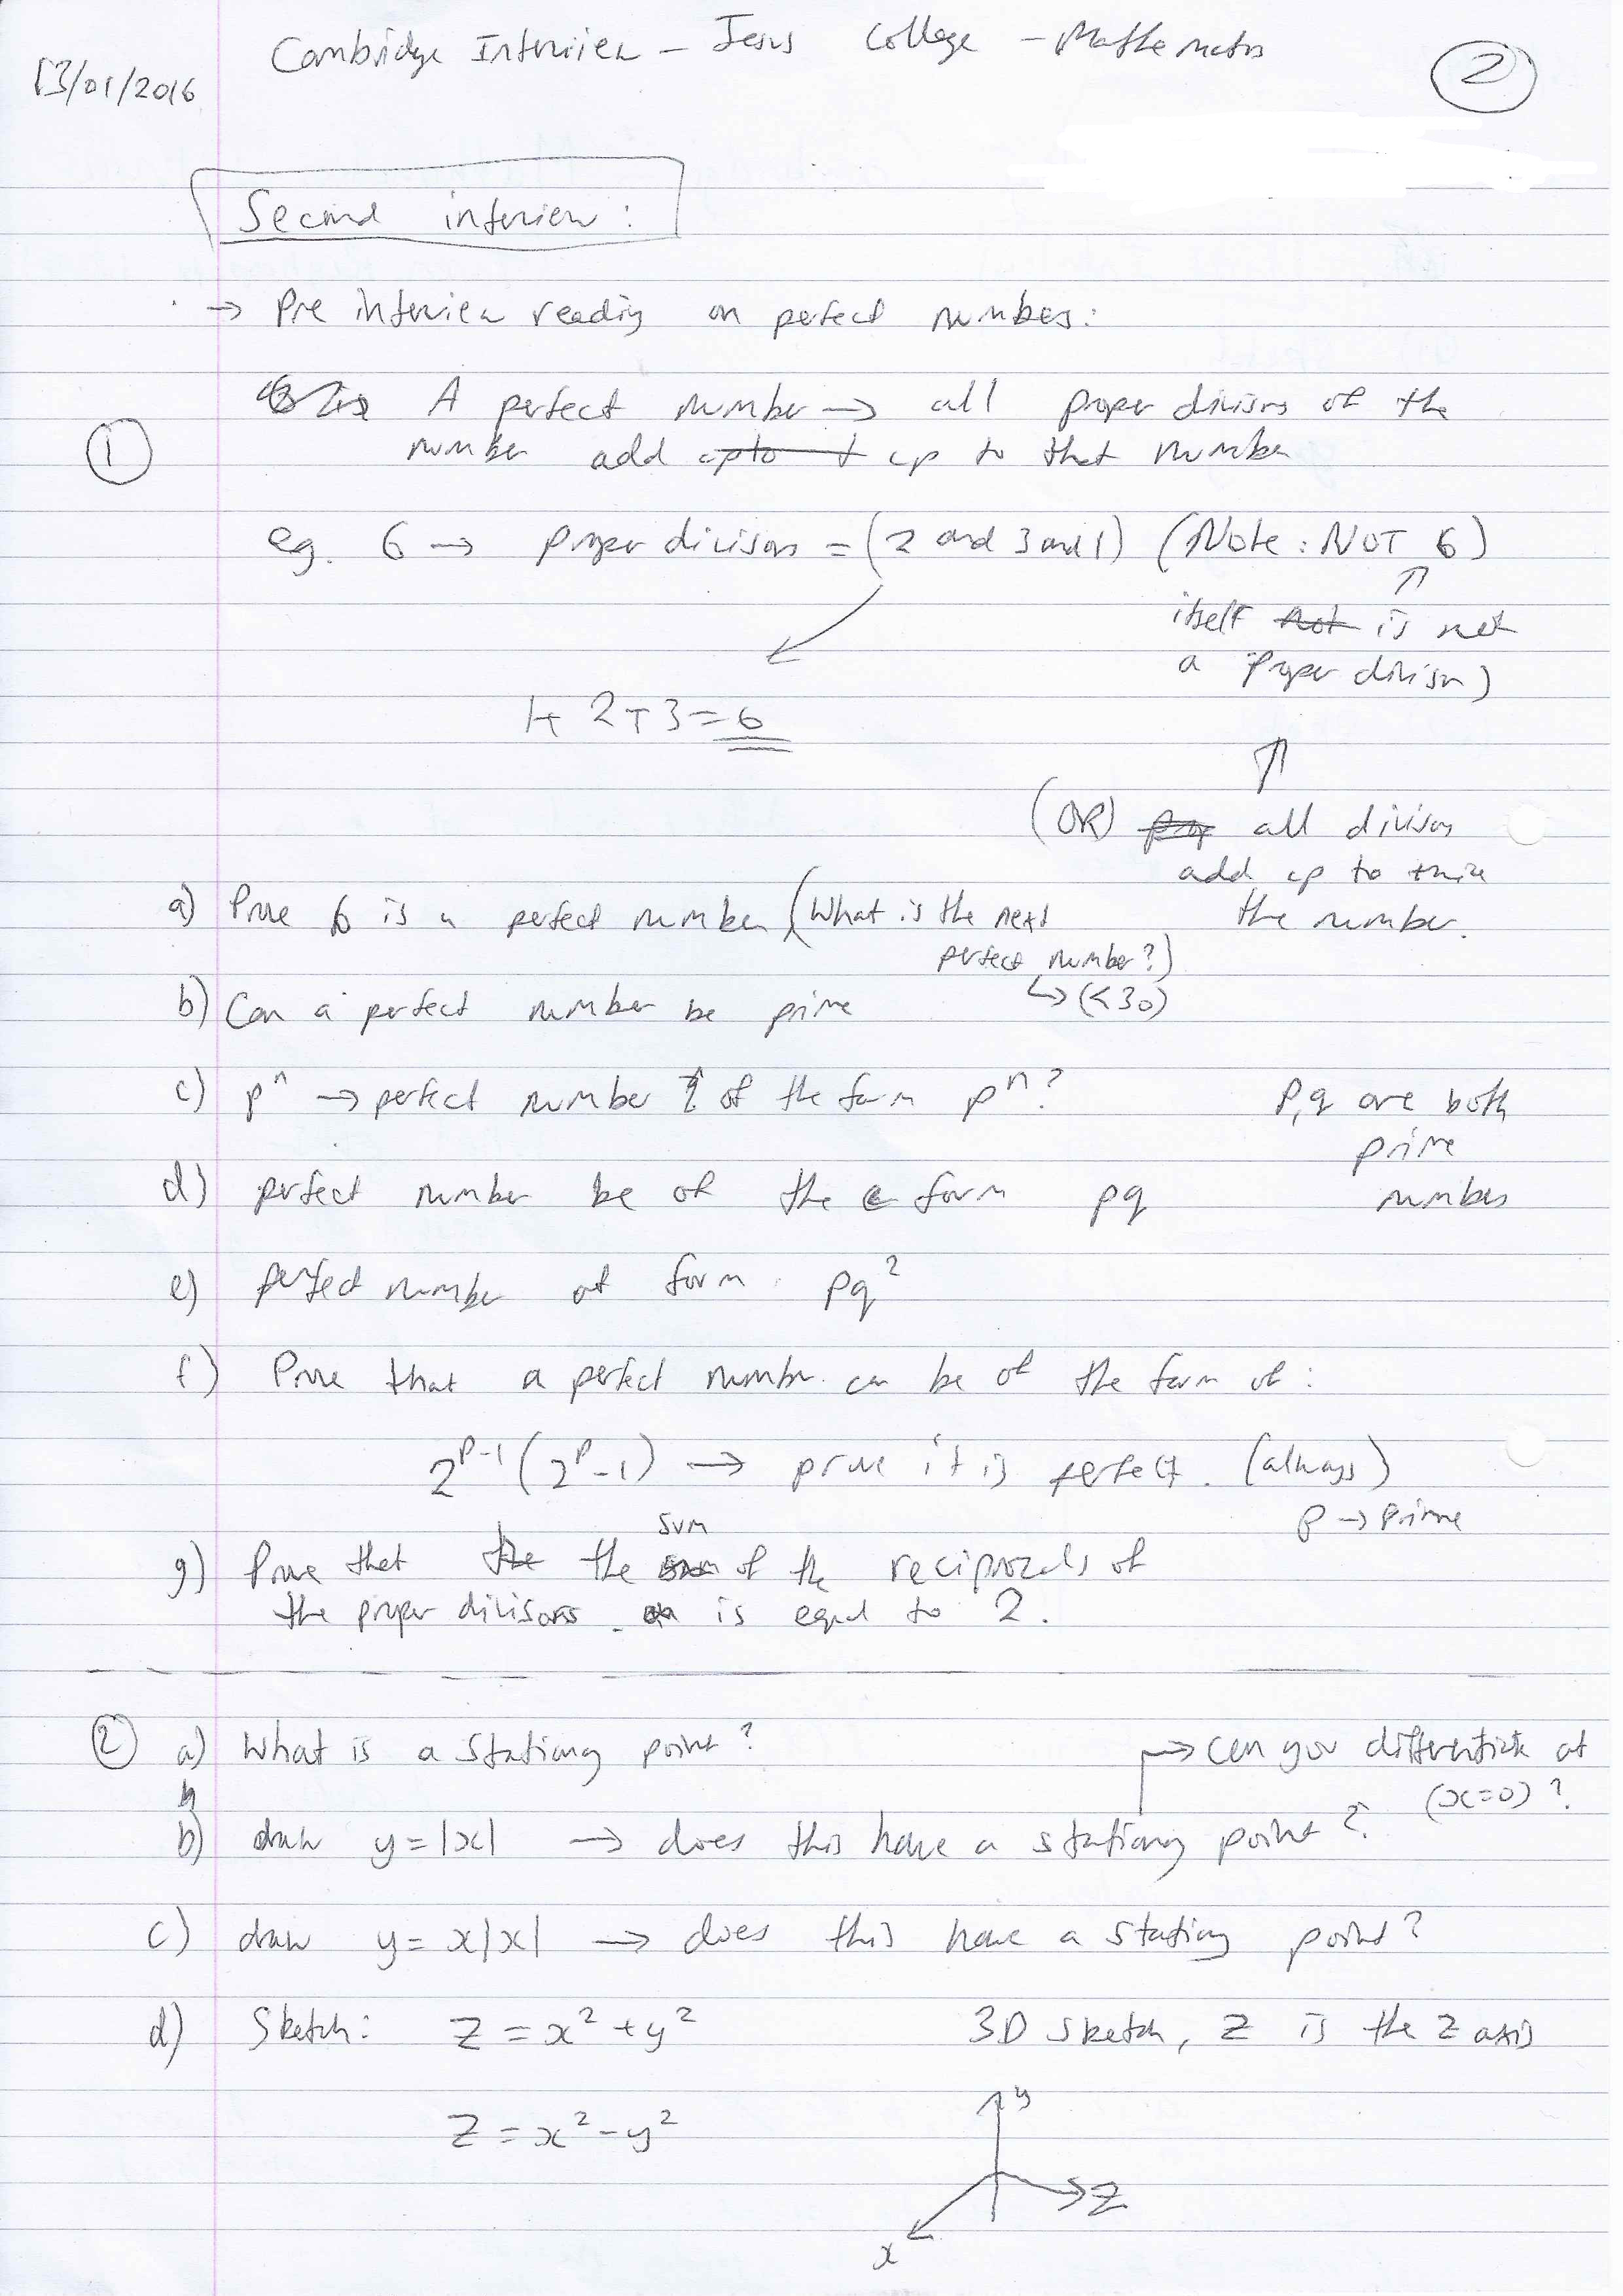 Cambridge Interview - Jesus College - Mathematics
13/01/2016
2
Second interview:
→ Pre interview reading on perfect numbers:
1
A perfect number → all proper divisors of the
number add up to that number
eg. 6 → proper divisors = (2 and 3 and 1) (Note: NOT 6)
itself is not
a proper divisor)
1+2+3=6
(OR) all divisors
add up to twice
the number.
a) Prove 6 is a perfect number (What is the next
perfect number?)
↳ (<30)
b) Can a perfect number be prime
c) pⁿ → perfect number of the form pⁿ?
p,q are both
prime
numbers
d) perfect number be of the form pq
e) perfect number of form pq²
f) Prove that a perfect number can be of the form of:
2^(p-1)(2^p-1) → prove it is perfect. (always)
p → prime
g) Prove that the sum of the reciprocals of
the proper divisors is equal to 2.
2 a) What is a stationary point?
→ can you differentiate at
(x=0)?
b) draw y=|x| → does this have a stationary point?
c) draw y=x|x| → does this have a stationary point?
d) Sketch: z=x²+y² 3D sketch, z is the z axis
z=x²-y²
y
z
x